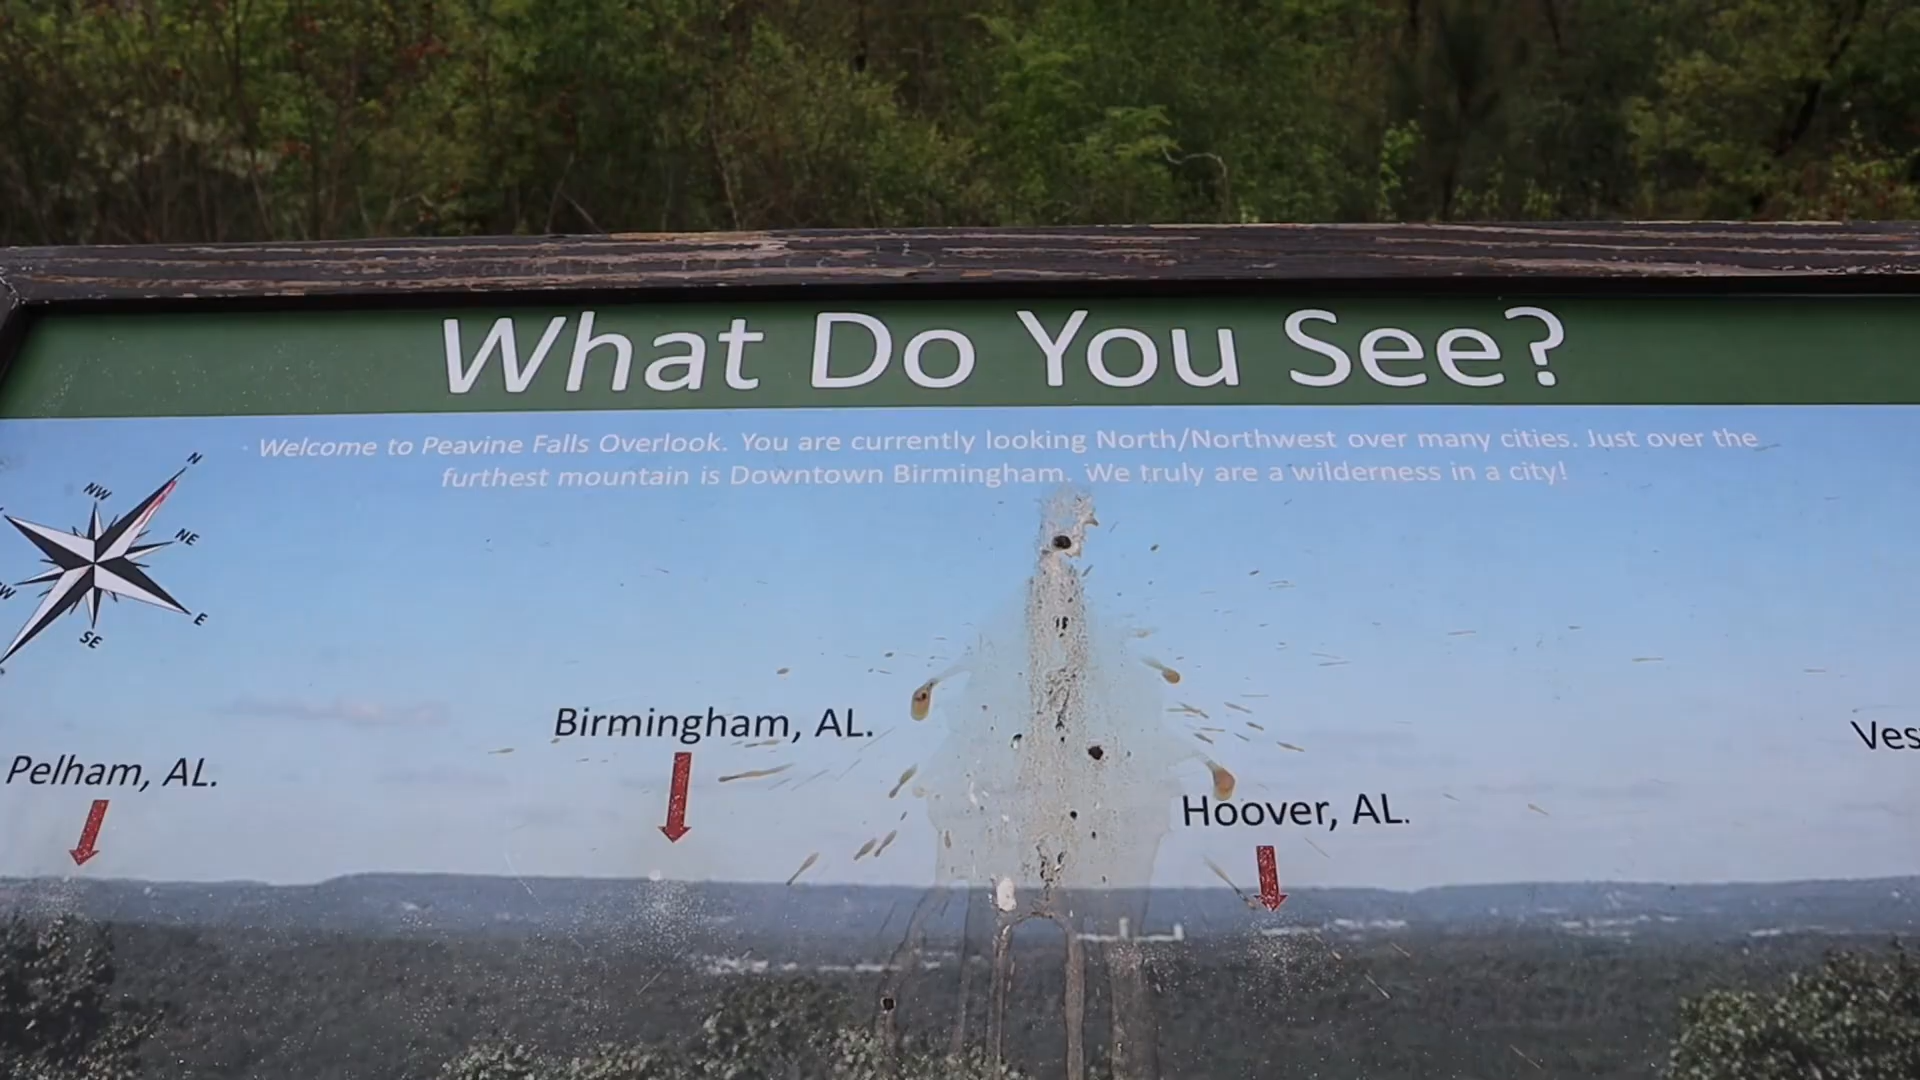 What Do You See?
Welcome to Peavine Falls Overlook. You are currently looking North/Northwest over many cities. Just over the
furthest mountain is Downtown Birmingham. We truly are a wilderness in a city!
N
NW
NE
E
SE
Birmingham, AL.
Pelham, AL.
Hoover, AL.
Ves